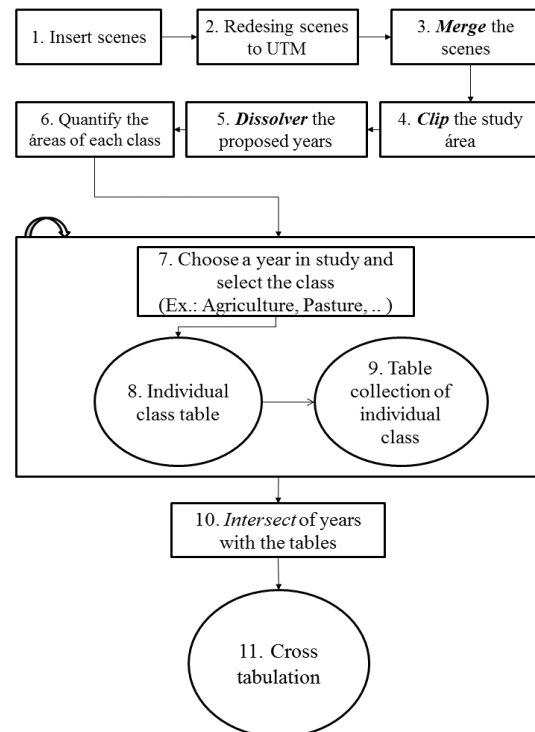 1. Insert scenes
2. Redesing scenes
to UTM
3. Merge the
scenes
4. Clip the study
área
5. Dissolver the
proposed years
6. Quantify the
áreas of each class
7. Choose a year in study and
select the class
(Ex.: Agriculture, Pasture, .. )
8. Individual
class table
9. Table
collection of
individual
class
10. Intersect of years
with the tables
11. Cross
tabulation